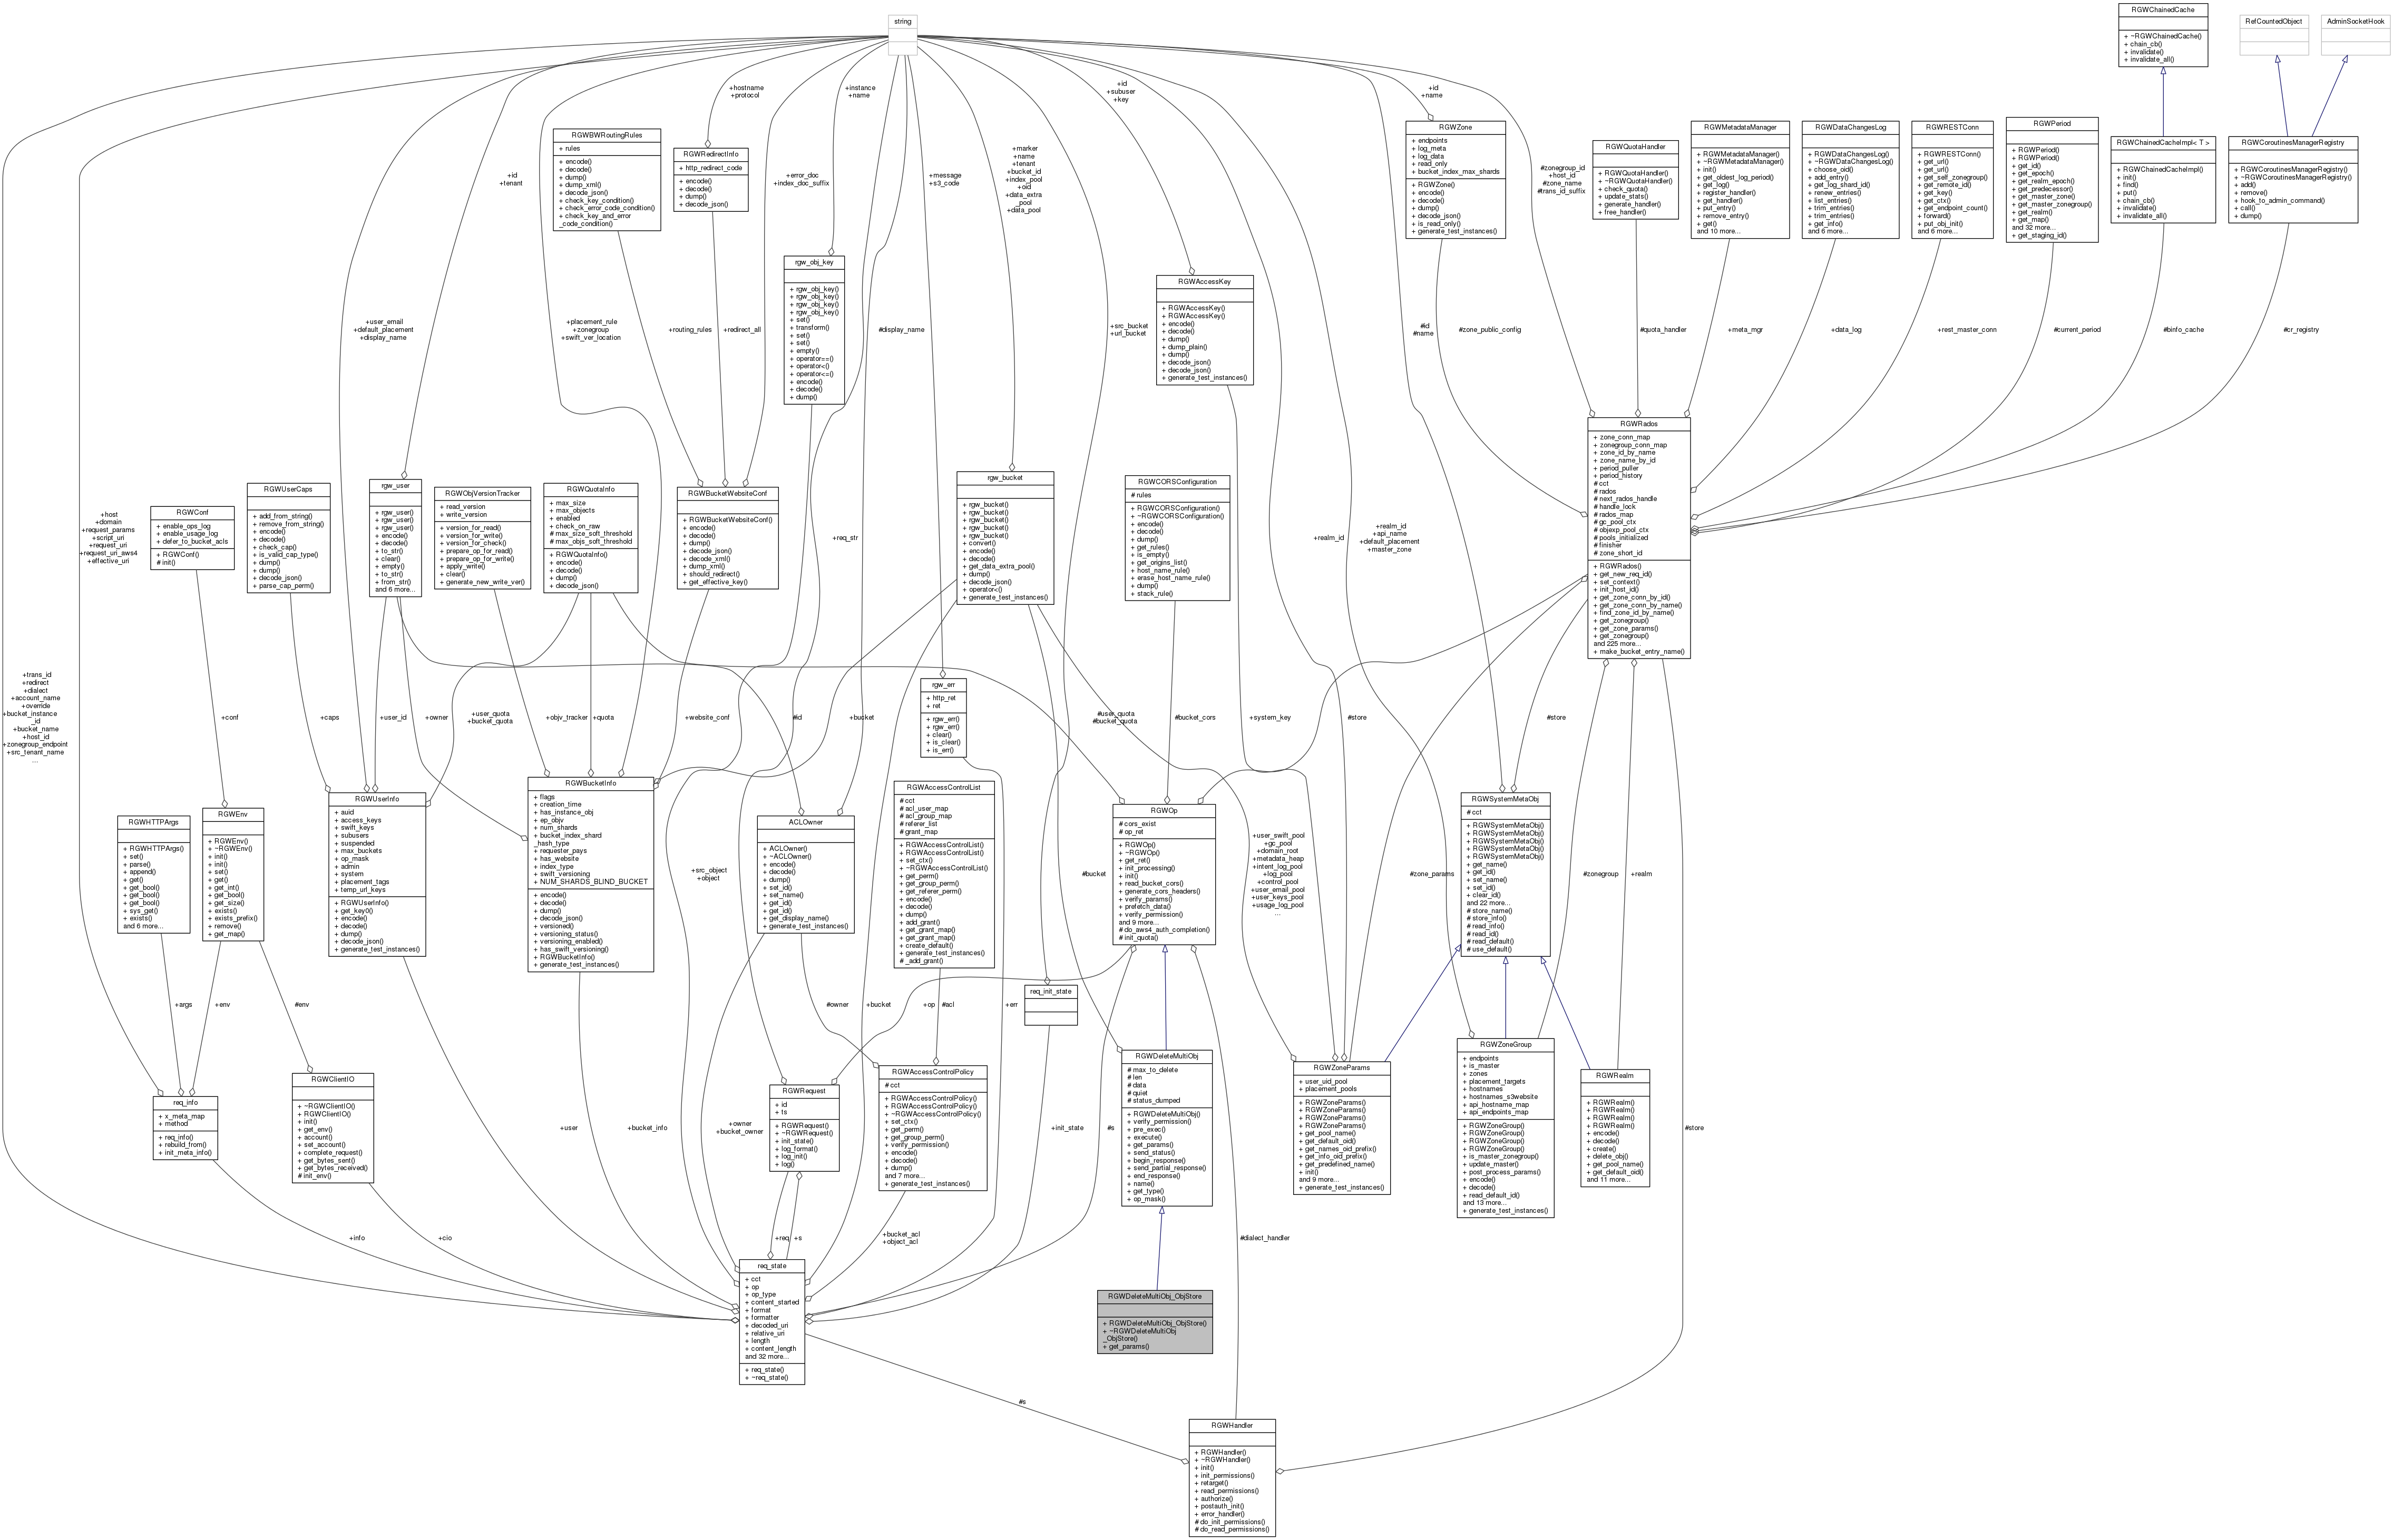 string
RGWChainedCache
+ ~RGWChainedCache()
+ chain_cb()
+ invalidate()
+ invalidate_all()
RefCountedObject
AdminSocketHook
+id
+tenant
+hostname
+protocol
+instance
+name
+error_doc
+index_doc_suffix
+message
+s3_code
+marker
+name
+tenant
+bucket_id
+index_pool
+oid
+data_extra
_pool
+data_pool
+id
+subuser
+key
+id
+name
#zonegroup_id
+host_id
#zone_name
#trans_id_suffix
RGWBWRoutingRules
+ rules
+ encode()
+ decode()
+ dump()
+ dump_xml()
+ decode_json()
+ check_key_condition()
+ check_error_code_condition()
+ check_key_and_error
_code_condition()
RGWRedirectInfo
+ http_redirect_code
+ encode()
+ decode()
+ dump()
+ decode_json()
RGWZone
+ endpoints
+ log_meta
+ log_data
+ read_only
+ bucket_index_max_shards
+ RGWZone()
+ encode()
+ decode()
+ dump()
+ decode_json()
+ is_read_only()
+ generate_test_instances()
RGWQuotaHandler
+ RGWQuotaHandler()
+ ~RGWQuotaHandler()
+ check_quota()
+ update_stats()
+ generate_handler()
+ free_handler()
RGWMetadataManager
+ RGWMetadataManager()
+ ~RGWMetadataManager()
+ init()
+ get_oldest_log_period()
+ get_log()
+ register_handler()
+ get_handler()
+ put_entry()
+ remove_entry()
+ get()
and 10 more...
RGWDataChangesLog
+ RGWDataChangesLog()
+ ~RGWDataChangesLog()
+ choose_oid()
+ add_entry()
+ get_log_shard_id()
+ renew_entries()
+ list_entries()
+ trim_entries()
+ trim_entries()
+ get_info()
and 6 more...
RGWRESTConn
+ RGWRESTConn()
+ get_url()
+ get_url()
+ get_self_zonegroup()
+ get_remote_id()
+ get_key()
+ get_ctx()
+ get_endpoint_count()
+ forward()
+ put_obj_init()
and 6 more...
RGWPeriod
+ RGWPeriod()
+ RGWPeriod()
+ get_id()
+ get_epoch()
+ get_realm_epoch()
+ get_predecessor()
+ get_master_zone()
+ get_master_zonegroup()
+ get_realm()
+ get_map()
and 32 more...
+ get_staging_id()
RGWChainedCacheImpl< T >
+ RGWChainedCacheImpl()
+ init()
+ find()
+ put()
+ chain_cb()
+ invalidate()
+ invalidate_all()
RGWCoroutinesManagerRegistry
+ RGWCoroutinesManagerRegistry()
+ ~RGWCoroutinesManagerRegistry()
+ add()
+ remove()
+ hook_to_admin_command()
+ call()
+ dump()
rgw_obj_key
+ rgw_obj_key()
+ rgw_obj_key()
+ rgw_obj_key()
+ rgw_obj_key()
+ set()
+ transform()
+ set()
+ set()
+ empty()
+ operator==()
+ operator<()
+ operator<=()
+ encode()
+ decode()
+ dump()
RGWAccessKey
+ RGWAccessKey()
+ RGWAccessKey()
+ encode()
+ decode()
+ dump()
+ dump_plain()
+ dump()
+ decode_json()
+ decode_json()
+ generate_test_instances()
+user_email
+default_placement
+display_name
+placement_rule
+zonegroup
+swift_ver_location
+routing_rules
+redirect_all
#display_name
+src_bucket
+url_bucket
#id
#name
#zone_public_config
#quota_handler
+meta_mgr
+data_log
+rest_master_conn
#current_period
#binfo_cache
#cr_registry
RGWRados
+ zone_conn_map
+ zonegroup_conn_map
+ zone_id_by_name
+ zone_name_by_id
+ period_puller
+ period_history
# cct
# rados
# next_rados_handle
# handle_lock
# rados_map
# gc_pool_ctx
# objexp_pool_ctx
# pools_initialized
# finisher
# zone_short_id
+ RGWRados()
+ get_new_req_id()
+ set_context()
+ init_host_id()
+ get_zone_conn_by_id()
+ get_zone_conn_by_name()
+ find_zone_id_by_name()
+ get_zonegroup()
+ get_zone_params()
+ get_zonegroup()
and 225 more...
+ make_bucket_entry_name()
+host
+domain
+request_params
+script_uri
+request_uri
+request_uri_aws4
+effective_uri
RGWConf
+ enable_ops_log
+ enable_usage_log
+ defer_to_bucket_acls
+ RGWConf()
# init()
RGWUserCaps
+ add_from_string()
+ remove_from_string()
+ encode()
+ decode()
+ check_cap()
+ is_valid_cap_type()
+ dump()
+ dump()
+ decode_json()
+ parse_cap_perm()
rgw_user
+ rgw_user()
+ rgw_user()
+ rgw_user()
+ encode()
+ decode()
+ to_str()
+ clear()
+ empty()
+ to_str()
+ from_str()
and 6 more...
RGWObjVersionTracker
+ read_version
+ write_version
+ version_for_read()
+ version_for_write()
+ version_for_check()
+ prepare_op_for_read()
+ prepare_op_for_write()
+ apply_write()
+ clear()
+ generate_new_write_ver()
RGWQuotaInfo
+ max_size
+ max_objects
+ enabled
+ check_on_raw
# max_size_soft_threshold
# max_objs_soft_threshold
+ RGWQuotaInfo()
+ encode()
+ decode()
+ dump()
+ decode_json()
RGWBucketWebsiteConf
+ RGWBucketWebsiteConf()
+ encode()
+ decode()
+ dump()
+ decode_json()
+ decode_xml()
+ dump_xml()
+ should_redirect()
+ get_effective_key()
+req_str
rgw_bucket
+ rgw_bucket()
+ rgw_bucket()
+ rgw_bucket()
+ rgw_bucket()
+ rgw_bucket()
+ convert()
+ encode()
+ decode()
+ get_data_extra_pool()
+ dump()
+ decode_json()
+ operator<()
+ generate_test_instances()
RGWCORSConfiguration
# rules
+ RGWCORSConfiguration()
+ ~RGWCORSConfiguration()
+ encode()
+ decode()
+ dump()
+ get_rules()
+ is_empty()
+ get_origins_list()
+ host_name_rule()
+ erase_host_name_rule()
+ dump()
+ stack_rule()
+realm_id
+realm_id
+api_name
+default_placement
+master_zone
+trans_id
+redirect
+dialect
+account_name
+override
+bucket_instance
_id
+bucket_name
+host_id
+zonegroup_endpoint
+src_tenant_name
...
+conf
+caps
+user_id
+owner
+user_quota
+bucket_quota
+objv_tracker
+quota
+website_conf
#id
+bucket
rgw_err
+ http_ret
+ ret
+ rgw_err()
+ rgw_err()
+ clear()
+ is_clear()
+ is_err()
#user_quota
#bucket_quota
#bucket_cors
+system_key
#store
#store
RGWHTTPArgs
+ RGWHTTPArgs()
+ set()
+ parse()
+ append()
+ get()
+ get_bool()
+ get_bool()
+ get_bool()
+ sys_get()
+ exists()
and 6 more...
RGWEnv
+ RGWEnv()
+ ~RGWEnv()
+ init()
+ init()
+ set()
+ get()
+ get_int()
+ get_bool()
+ get_size()
+ exists()
+ exists_prefix()
+ remove()
+ get_map()
RGWUserInfo
+ auid
+ access_keys
+ swift_keys
+ subusers
+ suspended
+ max_buckets
+ op_mask
+ admin
+ system
+ placement_tags
+ temp_url_keys
+ RGWUserInfo()
+ get_key0()
+ encode()
+ decode()
+ dump()
+ decode_json()
+ generate_test_instances()
RGWBucketInfo
+ flags
+ creation_time
+ has_instance_obj
+ ep_objv
+ num_shards
+ bucket_index_shard
_hash_type
+ requester_pays
+ has_website
+ index_type
+ swift_versioning
+ NUM_SHARDS_BLIND_BUCKET
+ encode()
+ decode()
+ dump()
+ decode_json()
+ versioned()
+ versioning_status()
+ versioning_enabled()
+ has_swift_versioning()
+ RGWBucketInfo()
+ generate_test_instances()
+src_object
+object
ACLOwner
+ ACLOwner()
+ ~ACLOwner()
+ encode()
+ decode()
+ dump()
+ set_id()
+ set_name()
+ get_id()
+ get_id()
+ get_display_name()
+ generate_test_instances()
RGWAccessControlList
# cct
# acl_user_map
# acl_group_map
# referer_list
# grant_map
+ RGWAccessControlList()
+ RGWAccessControlList()
+ set_ctx()
+ ~RGWAccessControlList()
+ get_perm()
+ get_group_perm()
+ get_referer_perm()
+ encode()
+ decode()
+ dump()
+ add_grant()
+ get_grant_map()
+ get_grant_map()
+ create_default()
+ generate_test_instances()
# _add_grant()
#bucket
RGWOp
# cors_exist
# op_ret
+ RGWOp()
+ ~RGWOp()
+ get_ret()
+ init_processing()
+ init()
+ read_bucket_cors()
+ generate_cors_headers()
+ verify_params()
+ prefetch_data()
+ verify_permission()
and 9 more...
# do_aws4_auth_completion()
# init_quota()
+user_swift_pool
+gc_pool
+domain_root
+metadata_heap
+intent_log_pool
+log_pool
+control_pool
+user_email_pool
+user_keys_pool
+usage_log_pool
...
#zone_params
RGWSystemMetaObj
# cct
+ RGWSystemMetaObj()
+ RGWSystemMetaObj()
+ RGWSystemMetaObj()
+ RGWSystemMetaObj()
+ RGWSystemMetaObj()
+ get_name()
+ get_id()
+ set_name()
+ set_id()
+ clear_id()
and 22 more...
# store_name()
# store_info()
# read_info()
# read_id()
# read_default()
# use_default()
#zonegroup
+realm
+args
+env
#env
#owner
+bucket
+op
#acl
+err
req_init_state
req_info
+ x_meta_map
+ method
+ req_info()
+ rebuild_from()
+ init_meta_info()
RGWClientIO
+ ~RGWClientIO()
+ RGWClientIO()
+ init()
+ get_env()
+ account()
+ set_account()
+ complete_request()
+ get_bytes_sent()
+ get_bytes_received()
# init_env()
+user
+bucket_info
+owner
+bucket_owner
RGWRequest
+ id
+ ts
+ RGWRequest()
+ ~RGWRequest()
+ init_state()
+ log_format()
+ log_init()
+ log()
RGWAccessControlPolicy
# cct
+ RGWAccessControlPolicy()
+ RGWAccessControlPolicy()
+ ~RGWAccessControlPolicy()
+ set_ctx()
+ get_perm()
+ get_group_perm()
+ verify_permission()
+ encode()
+ decode()
+ dump()
and 7 more...
+ generate_test_instances()
+init_state
#s
RGWDeleteMultiObj
# max_to_delete
# len
# data
# quiet
# status_dumped
+ RGWDeleteMultiObj()
+ verify_permission()
+ pre_exec()
+ execute()
+ get_params()
+ send_status()
+ begin_response()
+ send_partial_response()
+ end_response()
+ name()
+ get_type()
+ op_mask()
RGWZoneParams
+ user_uid_pool
+ placement_pools
+ RGWZoneParams()
+ RGWZoneParams()
+ RGWZoneParams()
+ RGWZoneParams()
+ get_pool_name()
+ get_default_oid()
+ get_names_oid_prefix()
+ get_info_oid_prefix()
+ get_predefined_name()
+ init()
and 9 more...
+ generate_test_instances()
RGWZoneGroup
+ endpoints
+ is_master
+ zones
+ placement_targets
+ hostnames
+ hostnames_s3website
+ api_hostname_map
+ api_endpoints_map
+ RGWZoneGroup()
+ RGWZoneGroup()
+ RGWZoneGroup()
+ RGWZoneGroup()
+ is_master_zonegroup()
+ update_master()
+ post_process_params()
+ encode()
+ decode()
+ read_default_id()
and 13 more...
+ generate_test_instances()
RGWRealm
+ RGWRealm()
+ RGWRealm()
+ RGWRealm()
+ RGWRealm()
+ encode()
+ decode()
+ create()
+ delete_obj()
+ get_pool_name()
+ get_default_oid()
and 11 more...
#store
+info
+cio
+req
+s
+bucket_acl
+object_acl
#dialect_handler
req_state
+ cct
+ op
+ op_type
+ content_started
+ format
+ formatter
+ decoded_uri
+ relative_uri
+ length
+ content_length
and 32 more...
+ req_state()
+ ~req_state()
RGWDeleteMultiObj_ObjStore
+ RGWDeleteMultiObj_ObjStore()
+ ~RGWDeleteMultiObj
_ObjStore()
+ get_params()
#s
RGWHandler
+ RGWHandler()
+ ~RGWHandler()
+ init()
+ init_permissions()
+ retarget()
+ read_permissions()
+ authorize()
+ postauth_init()
+ error_handler()
# do_init_permissions()
# do_read_permissions()